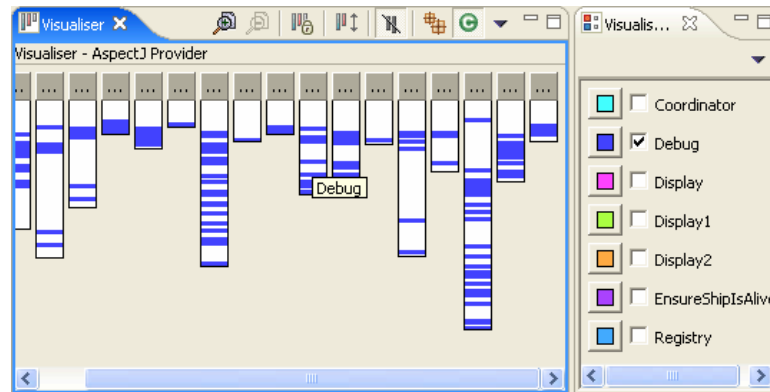 Visualiser
Visualis...
Visualiser - AspectJ Provider
... ... ... ... ... ... ... ... ... ... ... ... ... ... ... ... ...
Debug
Coordinator
Debug
Display
Display1
Display2
EnsureShipIsAlive
Registry